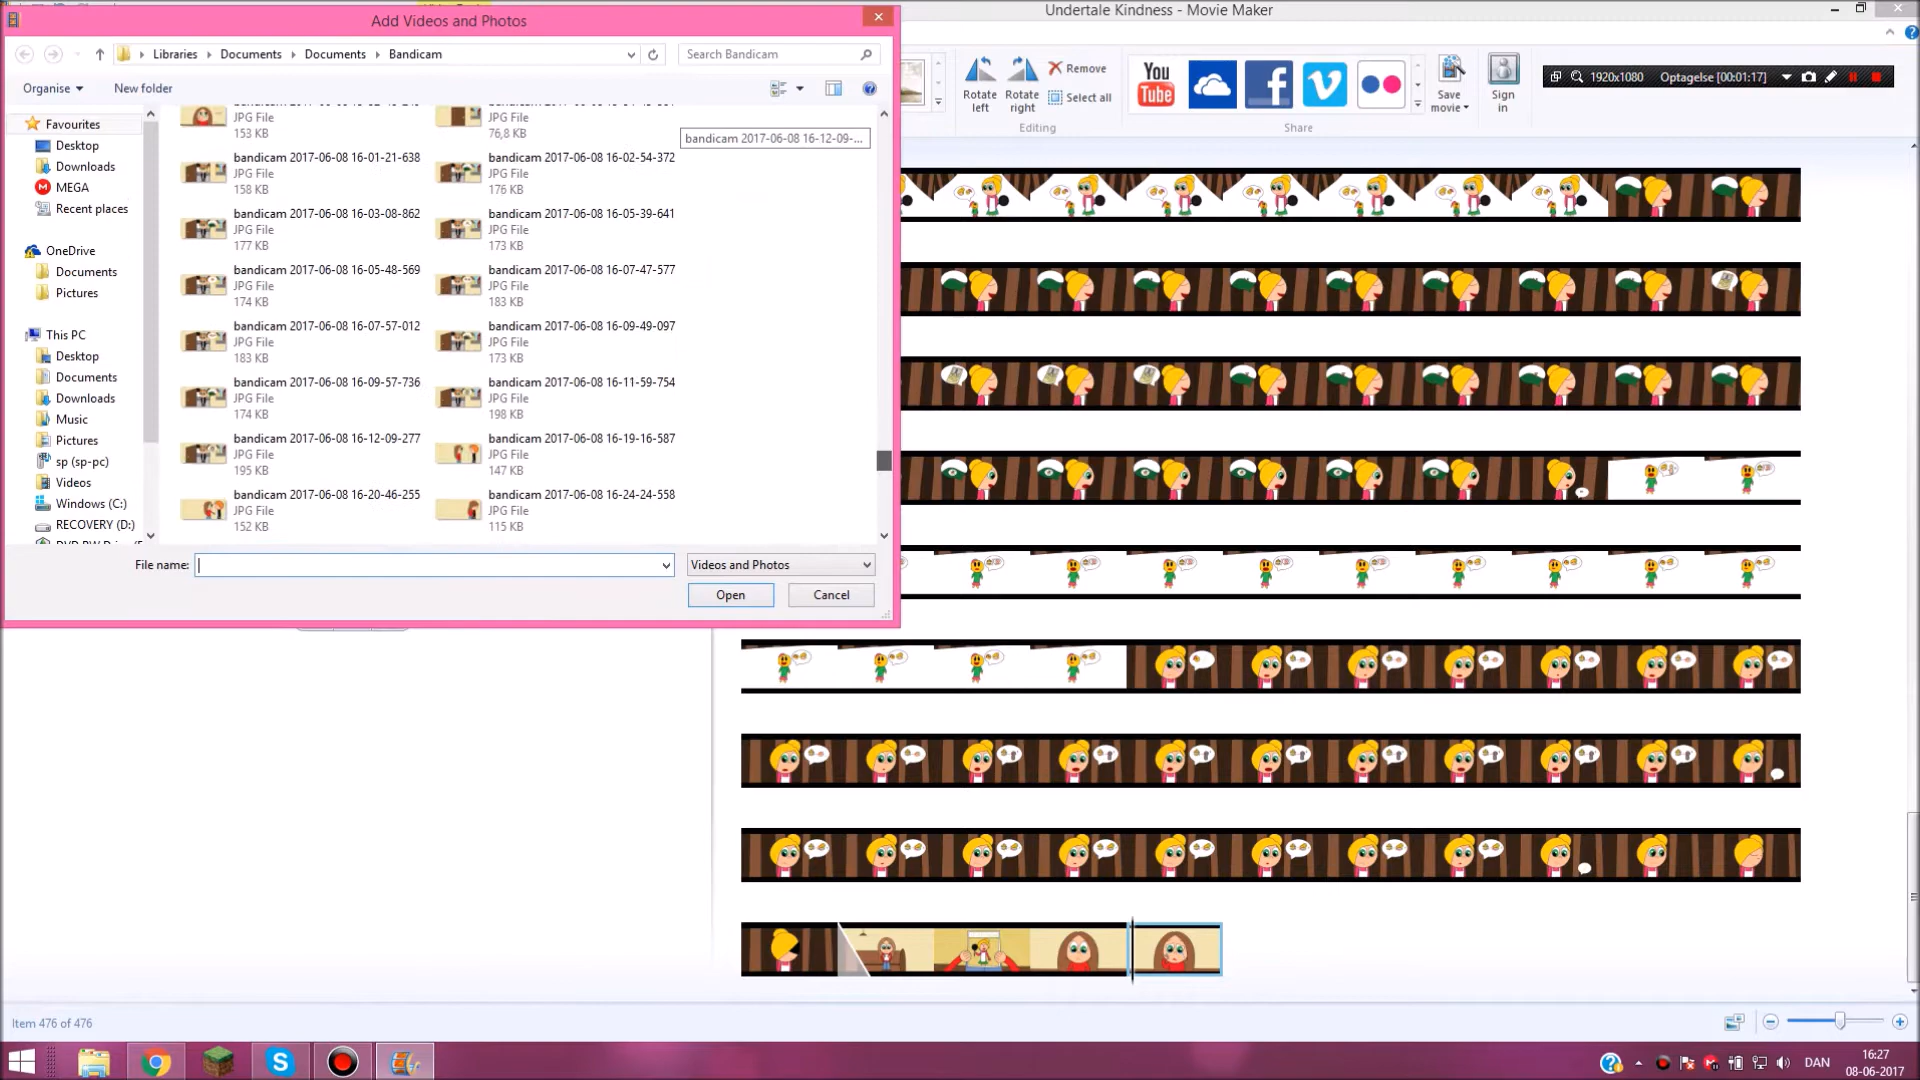 Add Videos and Photos
Undertale Kindness - Movie Maker
Libraries Documents Documents Bandicam
Search Bandicam
Organise
New folder
Rotate left
Rotate right
Remove
Select all
Editing
You Tube
Share
Save movie
Sign in
1920x1080 Optagelse [00:01:17]
Favourites
Desktop
Downloads
MEGA
Recent places
OneDrive
Documents
Pictures
This PC
Desktop
Documents
Downloads
Music
Pictures
sp (sp-pc)
Videos
Windows (C:)
RECOVERY (D:)
JPG File
153 KB
JPG File
76,8 KB
bandicam 2017-06-08 16-12-09-...
bandicam 2017-06-08 16-01-21-638
JPG File
158 KB
bandicam 2017-06-08 16-02-54-372
JPG File
176 KB
bandicam 2017-06-08 16-03-08-862
JPG File
177 KB
bandicam 2017-06-08 16-05-39-641
JPG File
173 KB
bandicam 2017-06-08 16-05-48-569
JPG File
174 KB
bandicam 2017-06-08 16-07-47-577
JPG File
183 KB
bandicam 2017-06-08 16-07-57-012
JPG File
183 KB
bandicam 2017-06-08 16-09-49-097
JPG File
173 KB
bandicam 2017-06-08 16-09-57-736
JPG File
174 KB
bandicam 2017-06-08 16-11-59-754
JPG File
198 KB
bandicam 2017-06-08 16-12-09-277
JPG File
195 KB
bandicam 2017-06-08 16-19-16-587
JPG File
147 KB
bandicam 2017-06-08 16-20-46-255
JPG File
152 KB
bandicam 2017-06-08 16-24-24-558
JPG File
115 KB
File name:
Videos and Photos
Open
Cancel
Item 476 of 476
DAN
16:27
08-06-2017